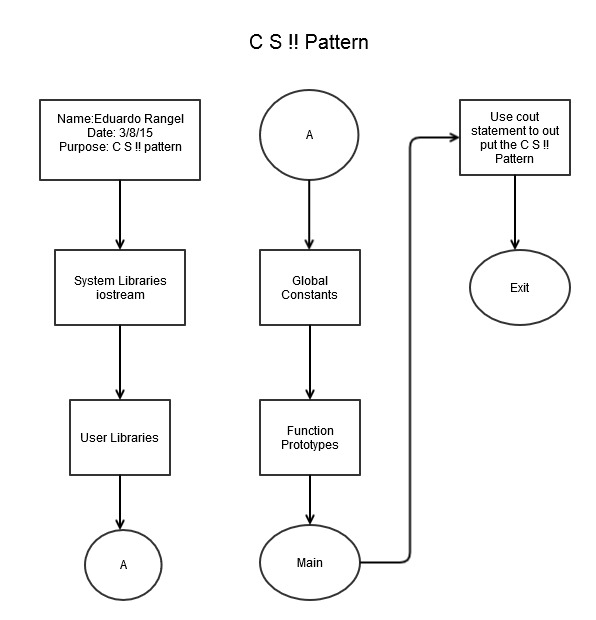 C S !! Pattern
Name:Eduardo Rangel
Date: 3/8/15
Purpose: C S !! pattern
System Libraries
iostream
User Libraries
A
A
Global
Constants
Function
Prototypes
Main
Use cout
statement to out
put the C S !!
Pattern
Exit